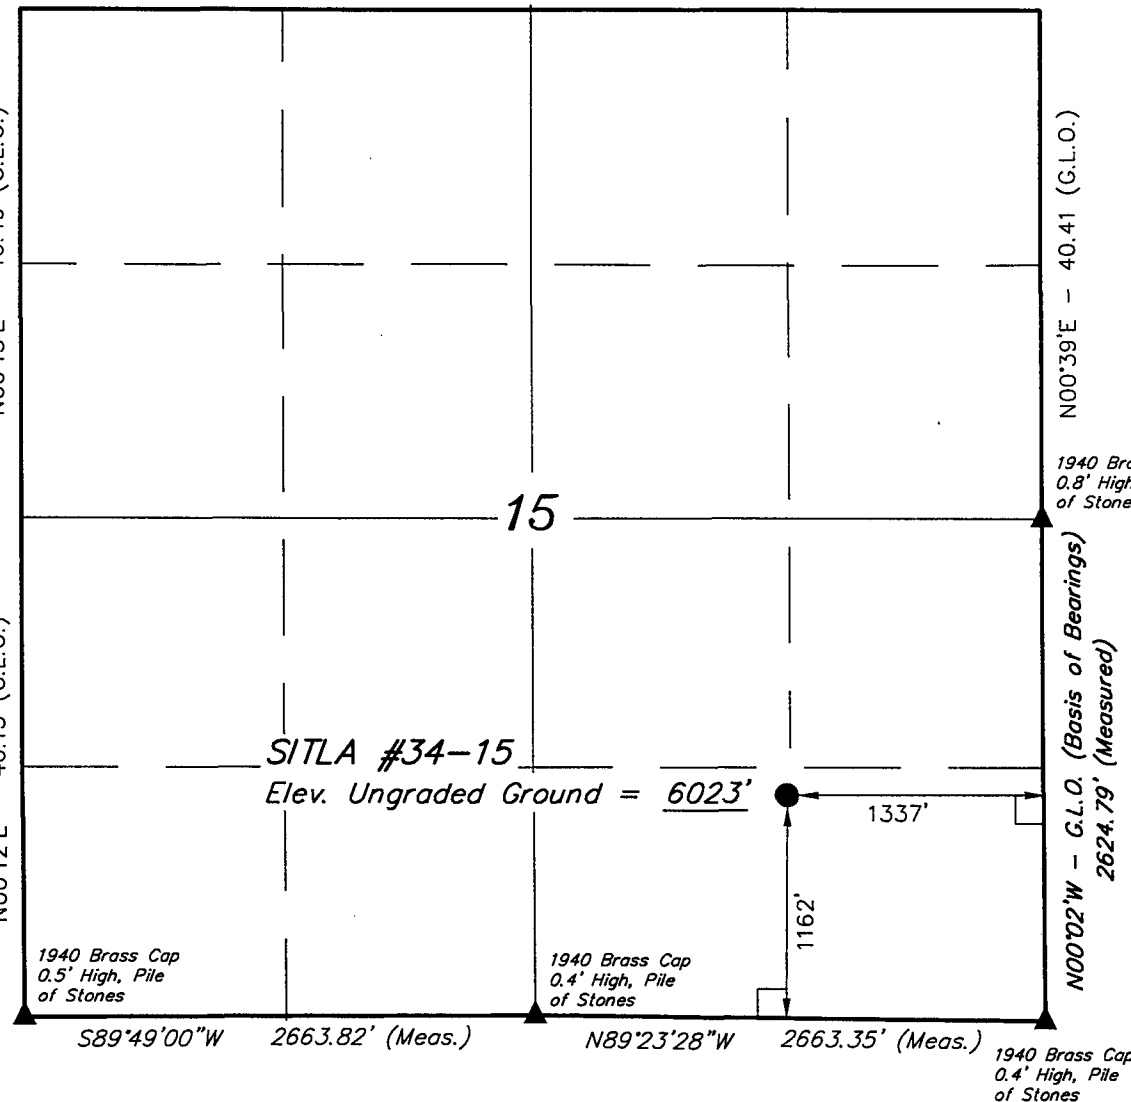 N00°39'E - 40.41 (G.L.O.)
1940
0.8' High
of
15
N00°02'W - G.L.O. (Basis of Bearings)
2624.79' (Measured)
SITLA #34-15
Elev. Ungraded Ground = 6023'
1337'
1162'
1940 Brass Cap
0.5' High, Pile
of Stones
1940 Brass Cap
0.4' High, Pile
of Stones
S89°49'00"W 2663.82' (Meas.)
N89°23'28"W 2663.35' (Meas.)
1940 Brass Cap
0.4' High, Pile
of Stones